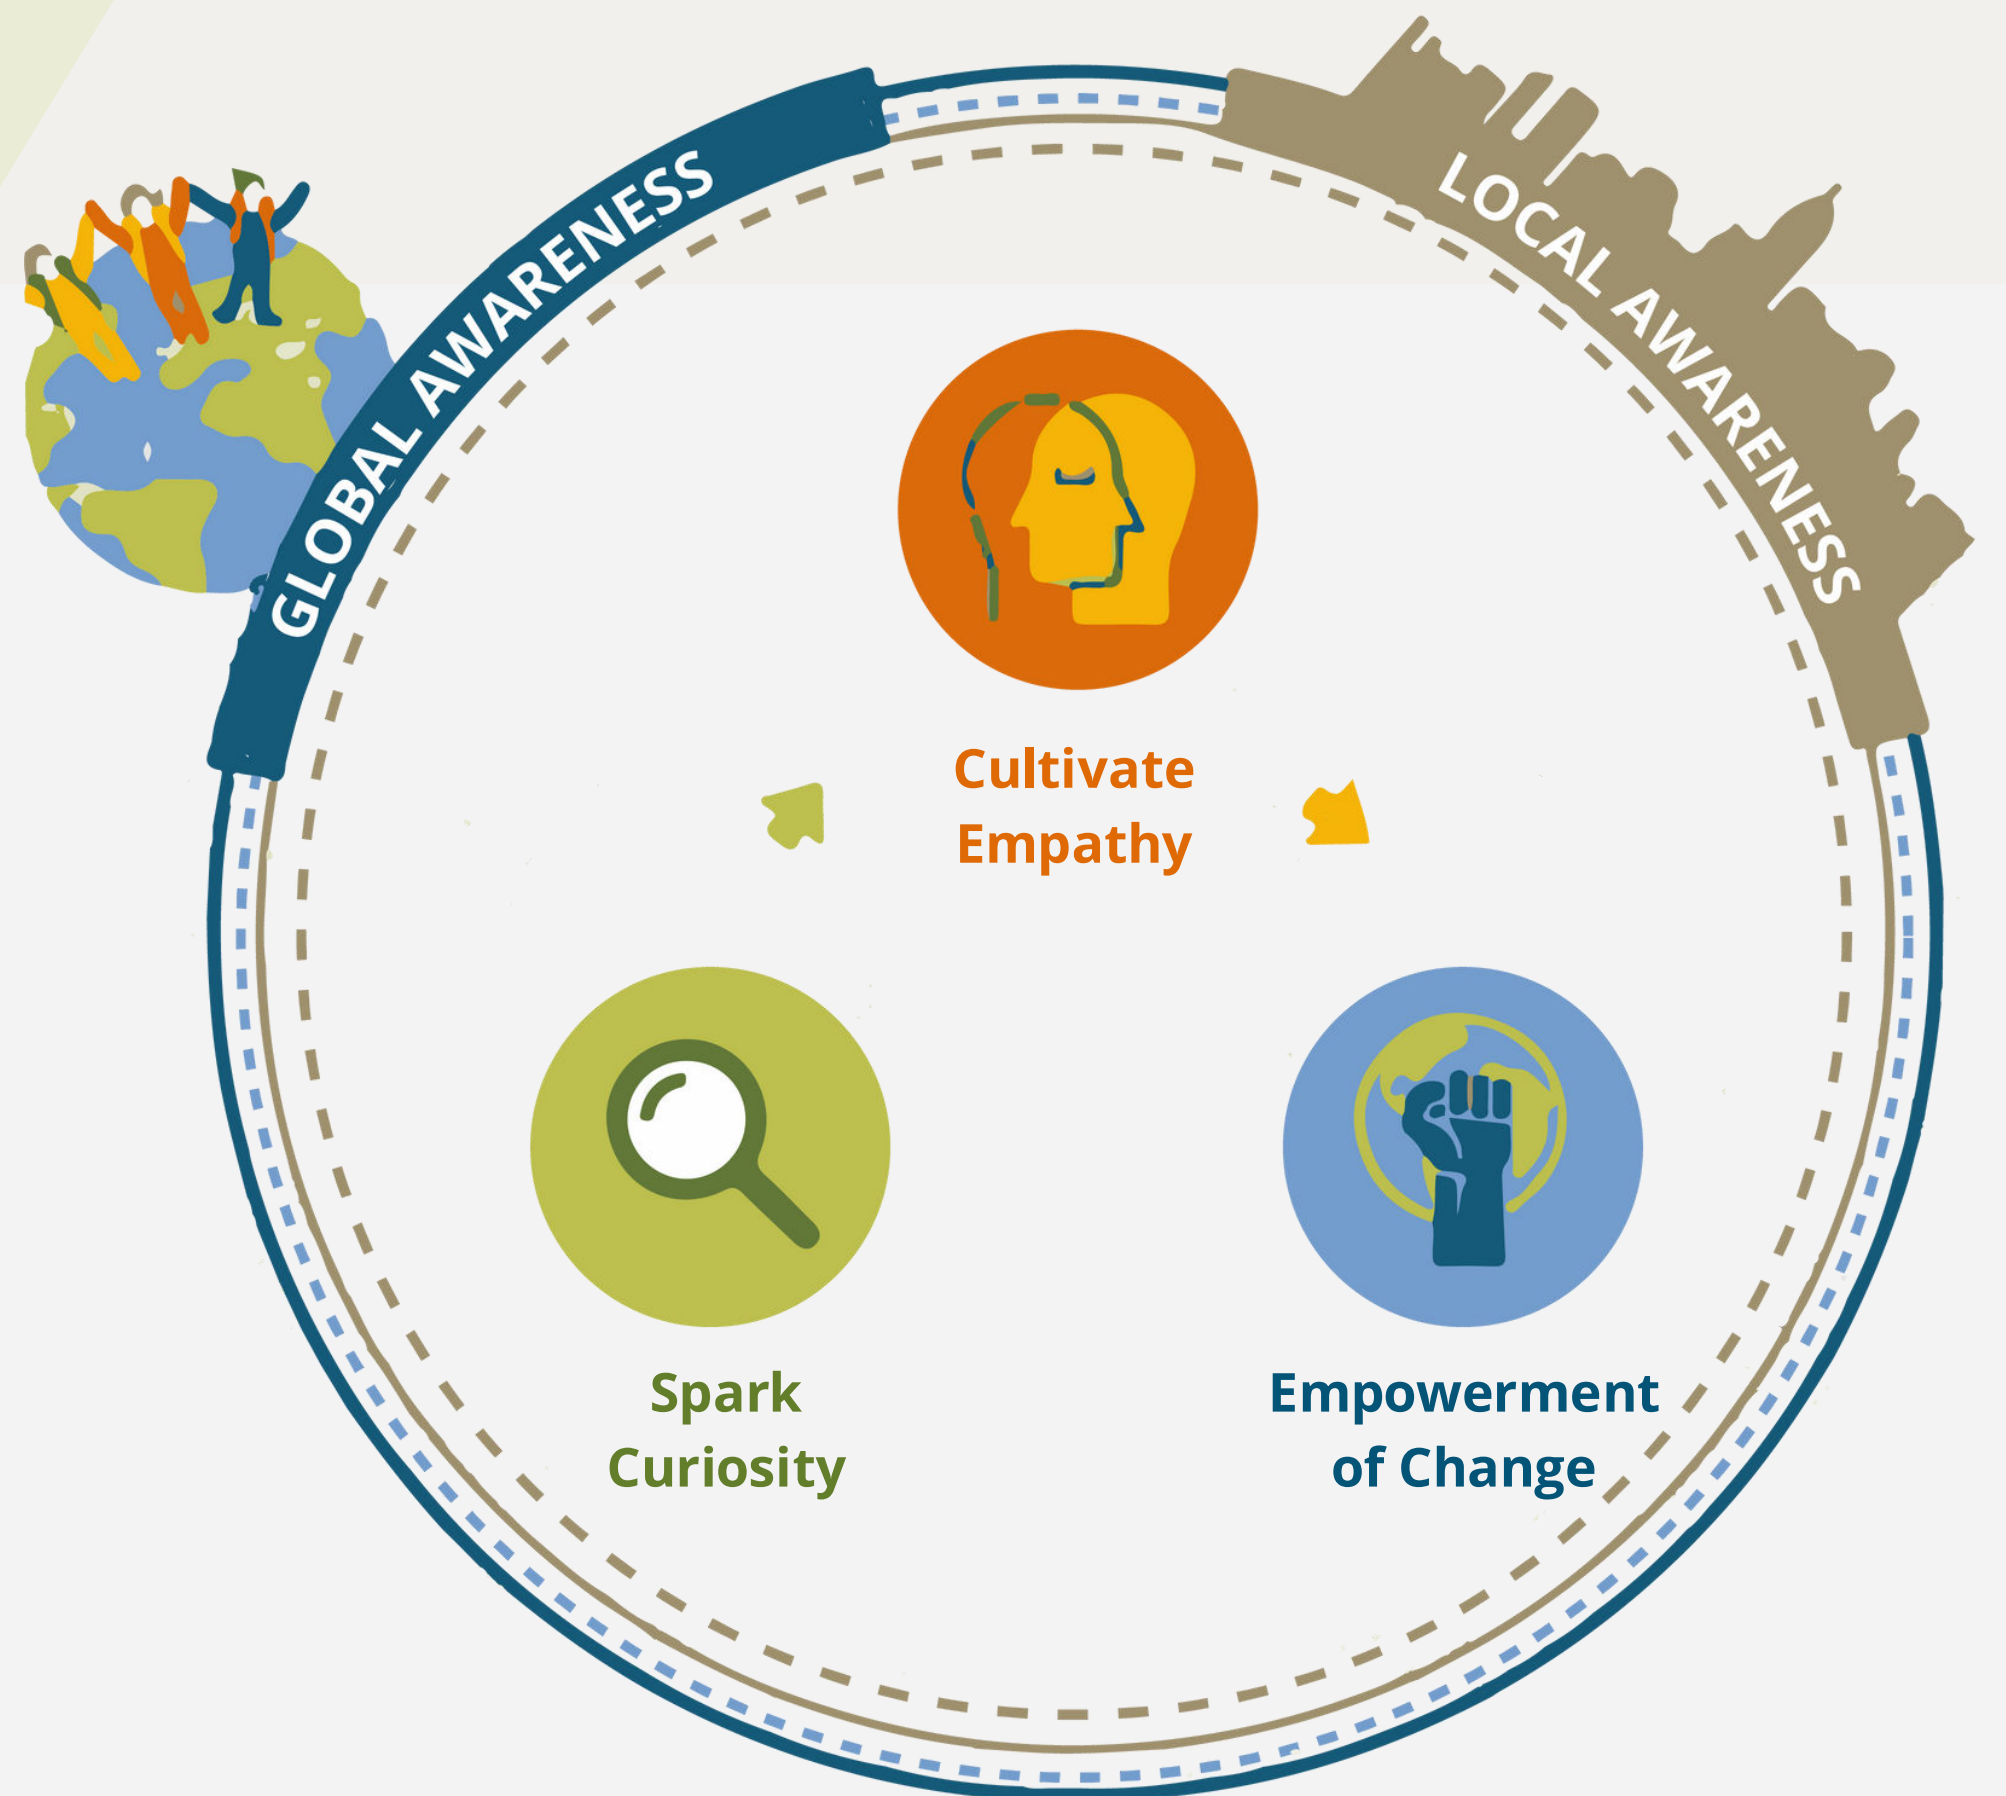 GLOBAL AWARENESS
LOCAL AWARENESS
Cultivate
Empathy
Spark
Curiosity
Empowerment
of Change